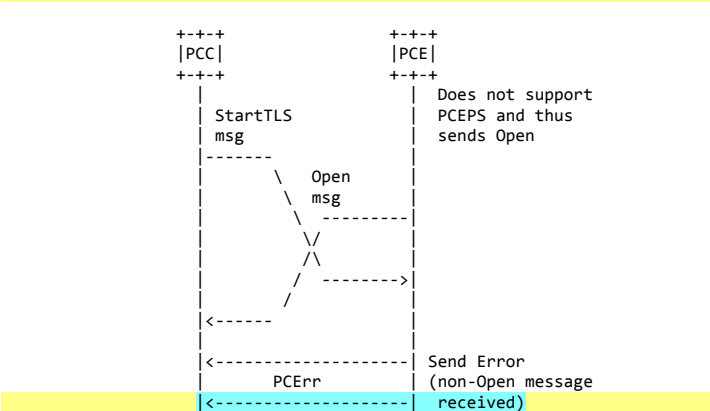 +-+-+                    +-+-+
|PCC|                    |PCE|
+-+-+                    +-+-+
  |                        |  Does not support
  | StartTLS               |  PCEPS and thus
  | msg                    |  sends Open
  |-------                 |
  |       \   Open         |
  |        \  msg          |
  |         \  ---------|
  |          \/            |
  |          /\            |
  |         /  -------->|
  |        /               |
  |<------                 |
  |                        |
  |<---------------------| Send Error
  |       PCErr            | (non-Open message
  |<---------------------|  received)